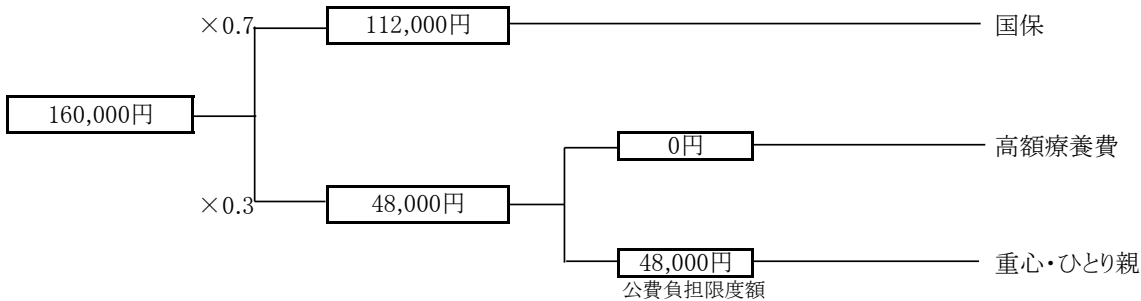 ×0.7
112,000円
国保
160,000円
0円
高額療養費
×0.3
48,000円
48,000円
重心・ひとり親
公費負担限度額